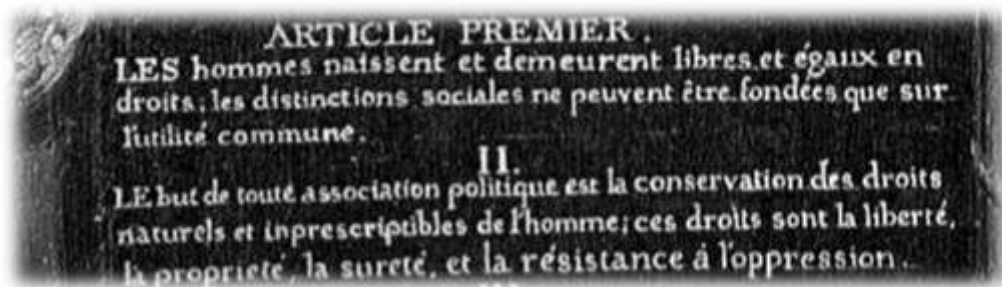 ARTICLE PREMIER.
LES hommes naissent et demeurent libres et égaux en
droits; les distinctions sociales ne peuvent être fondées que sur
l'utilité commune.
II.
LE but de toute association politique est la conservation des droits
naturels et inprescriptibles de l'homme; ces droits sont la liberté,
la propriété, la sureté, et la résistance à l'oppression.